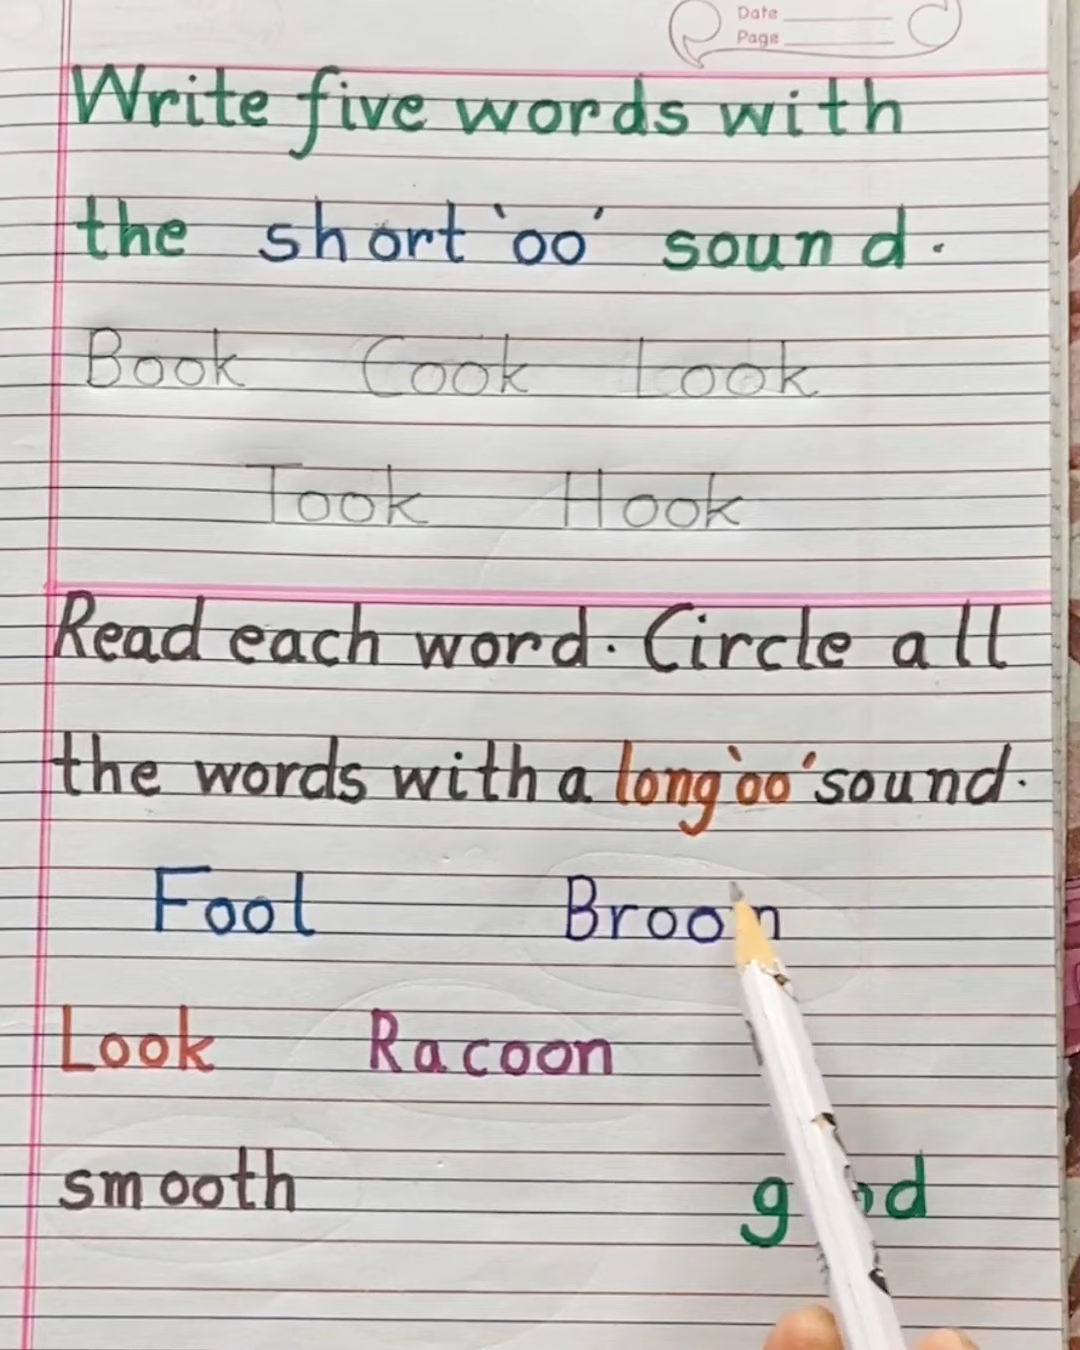 Date
Page
Write five words with
the short 'oo' sound.
Book Cook Look
Took Hook
Read each word. Circle all
the words with a long 'oo' sound.
Fool Broom
Look Racoon
smooth